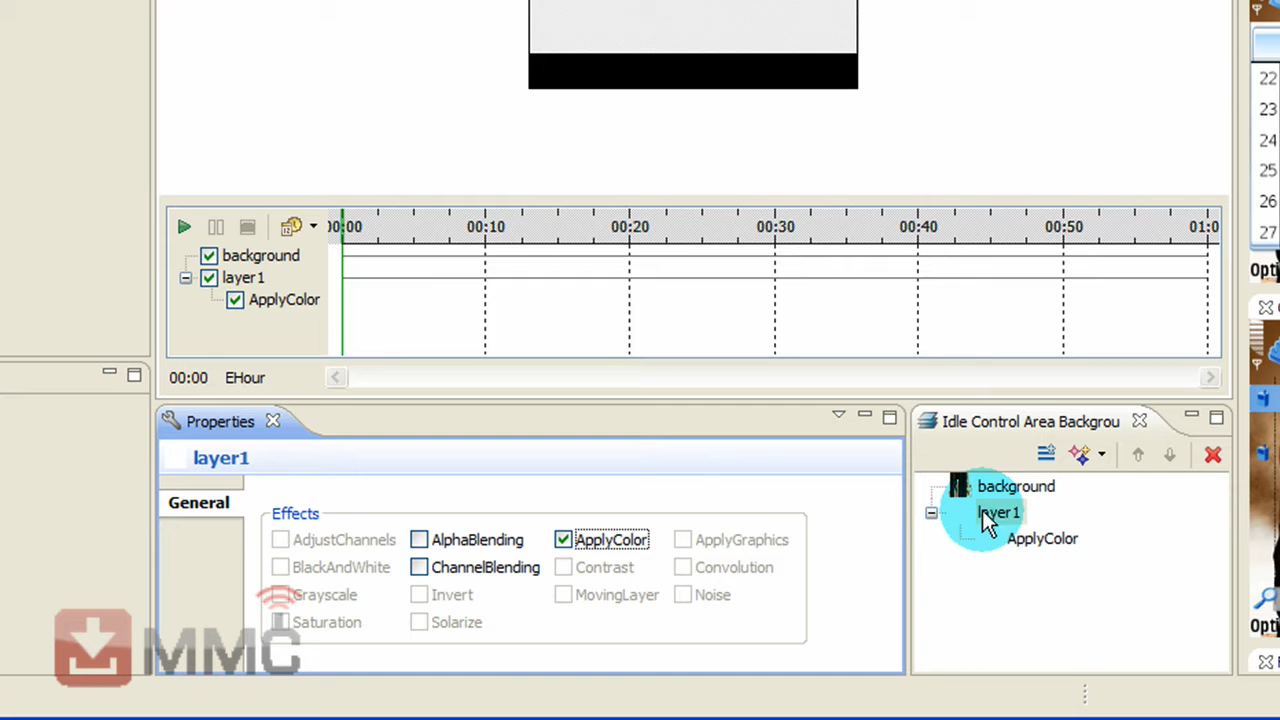 22
23
24
25
26
27
Opti
00:00 00:10 00:20 00:30 00:40 00:50 01:0
background
layer1
ApplyColor
00:00 EHour
Properties
layer1
General
Effects
AdjustChannels AlphaBlending ApplyColor ApplyGraphics
BlackAndWhite ChannelBlending Contrast Convolution
Grayscale Invert MovingLayer Noise
Saturation Solarize
MMC
Idle Control Area Backgrou
background
layer1
ApplyColor
Opti